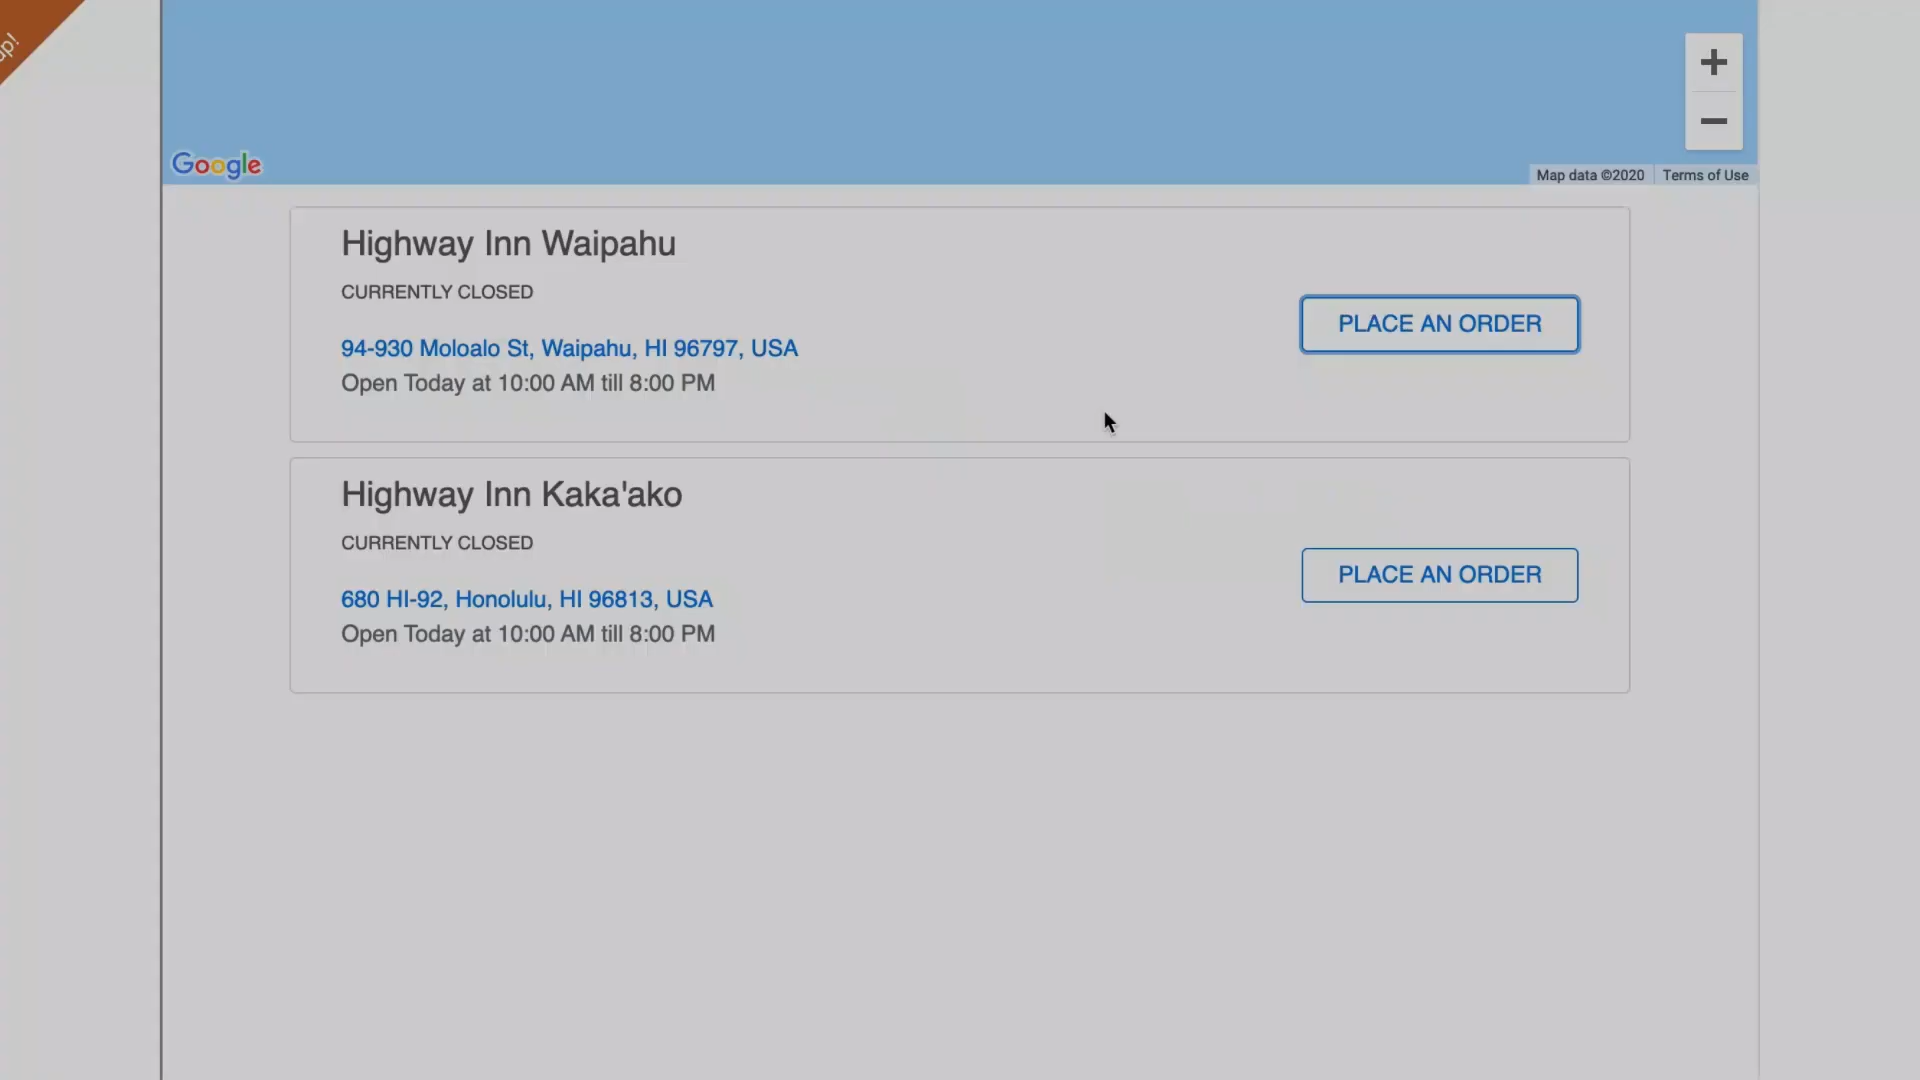 up!
Google
Map data ©2020 Terms of Use
Highway Inn Waipahu
CURRENTLY CLOSED
94-930 Moloalo St, Waipahu, HI 96797, USA
Open Today at 10:00 AM till 8:00 PM
PLACE AN ORDER
Highway Inn Kaka'ako
CURRENTLY CLOSED
680 HI-92, Honolulu, HI 96813, USA
Open Today at 10:00 AM till 8:00 PM
PLACE AN ORDER